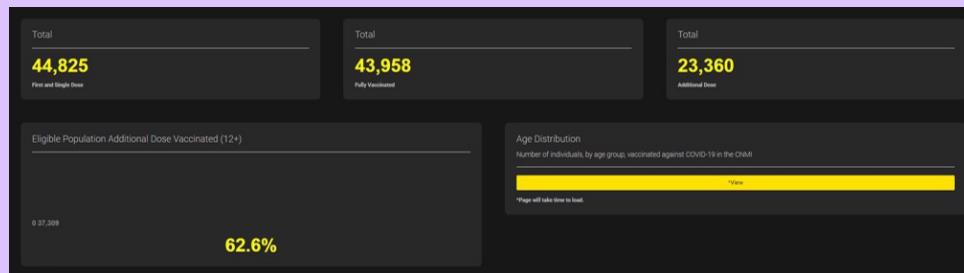 Total
44,825
First and Single Dose
Total
43,958
Fully Vaccinated
Total
23,360
Additional Dose
Eligible Population Additional Dose Vaccinated (12+)
0 37,309
62.6%
Age Distribution
Number of individuals, by age group, vaccinated against COVID-19 in the CNMI
*View
*Page will take time to load.